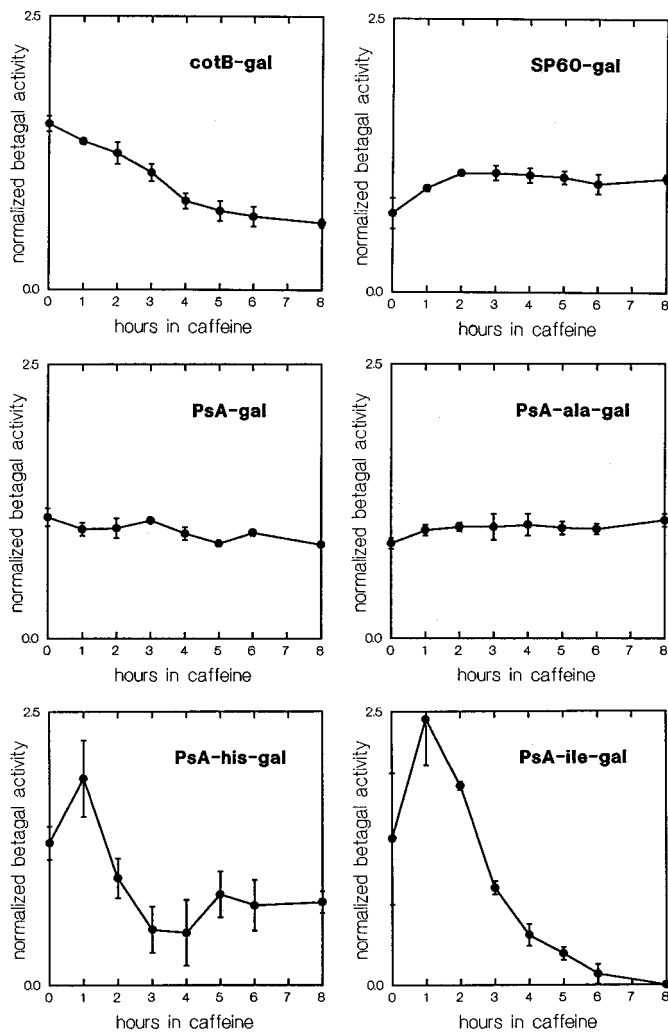 2.5
cotB-gal
normalized betagal activity
0.0
0 1 2 3 4 5 6 7 8
hours in caffeine
2.5
SP60-gal
normalized betagal activity
0.0
0 1 2 3 4 5 6 7 8
hours in caffeine
2.5
PsA-gal
normalized betagal activity
0.0
0 1 2 3 4 5 6 7 8
hours in caffeine
2.5
PsA-ala-gal
normalized betagal activity
0.0
0 1 2 3 4 5 6 7 8
hours in caffeine
2.5
PsA-his-gal
normalized betagal activity
0.0
0 1 2 3 4 5 6 7 8
hours in caffeine
2.5
PsA-ile-gal
normalized betagal activity
0.0
0 1 2 3 4 5 6 7 8
hours in caffeine